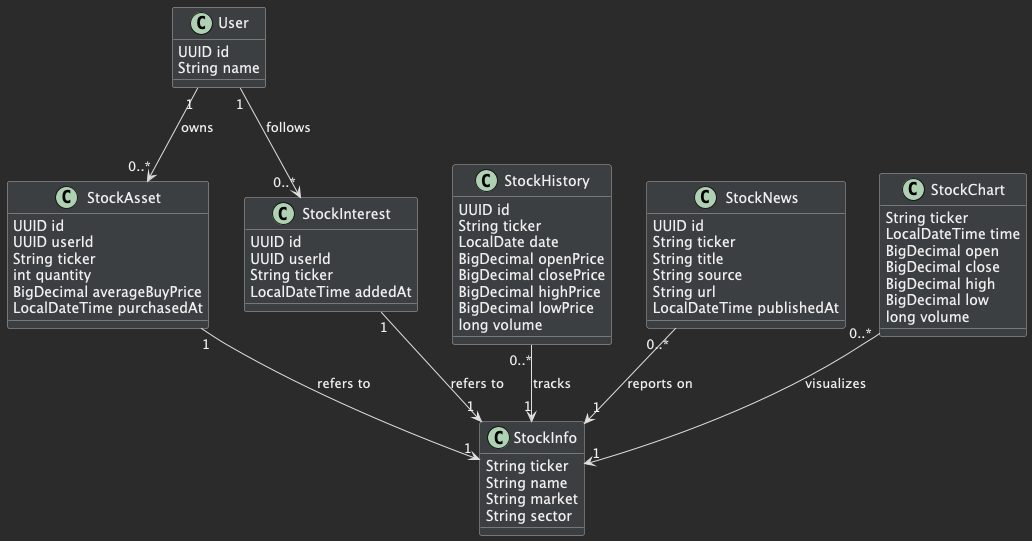 C User
UUID id
String name
1
1
owns
follows
0..*
0..*
C StockAsset
UUID id
UUID userId
String ticker
int quantity
BigDecimal averageBuyPrice
LocalDateTime purchasedAt
C StockInterest
UUID id
UUID userId
String ticker
LocalDateTime addedAt
C StockHistory
UUID id
String ticker
LocalDate date
BigDecimal openPrice
BigDecimal closePrice
BigDecimal highPrice
BigDecimal lowPrice
long volume
C StockNews
UUID id
String ticker
String title
String source
String url
LocalDateTime publishedAt
C StockChart
String ticker
LocalDateTime time
BigDecimal open
BigDecimal close
BigDecimal high
BigDecimal low
long volume
1
1
0..*
0..*
0..*
refers to
refers to
tracks
reports on
visualizes
1
1
1
1
1
C StockInfo
String ticker
String name
String market
String sector